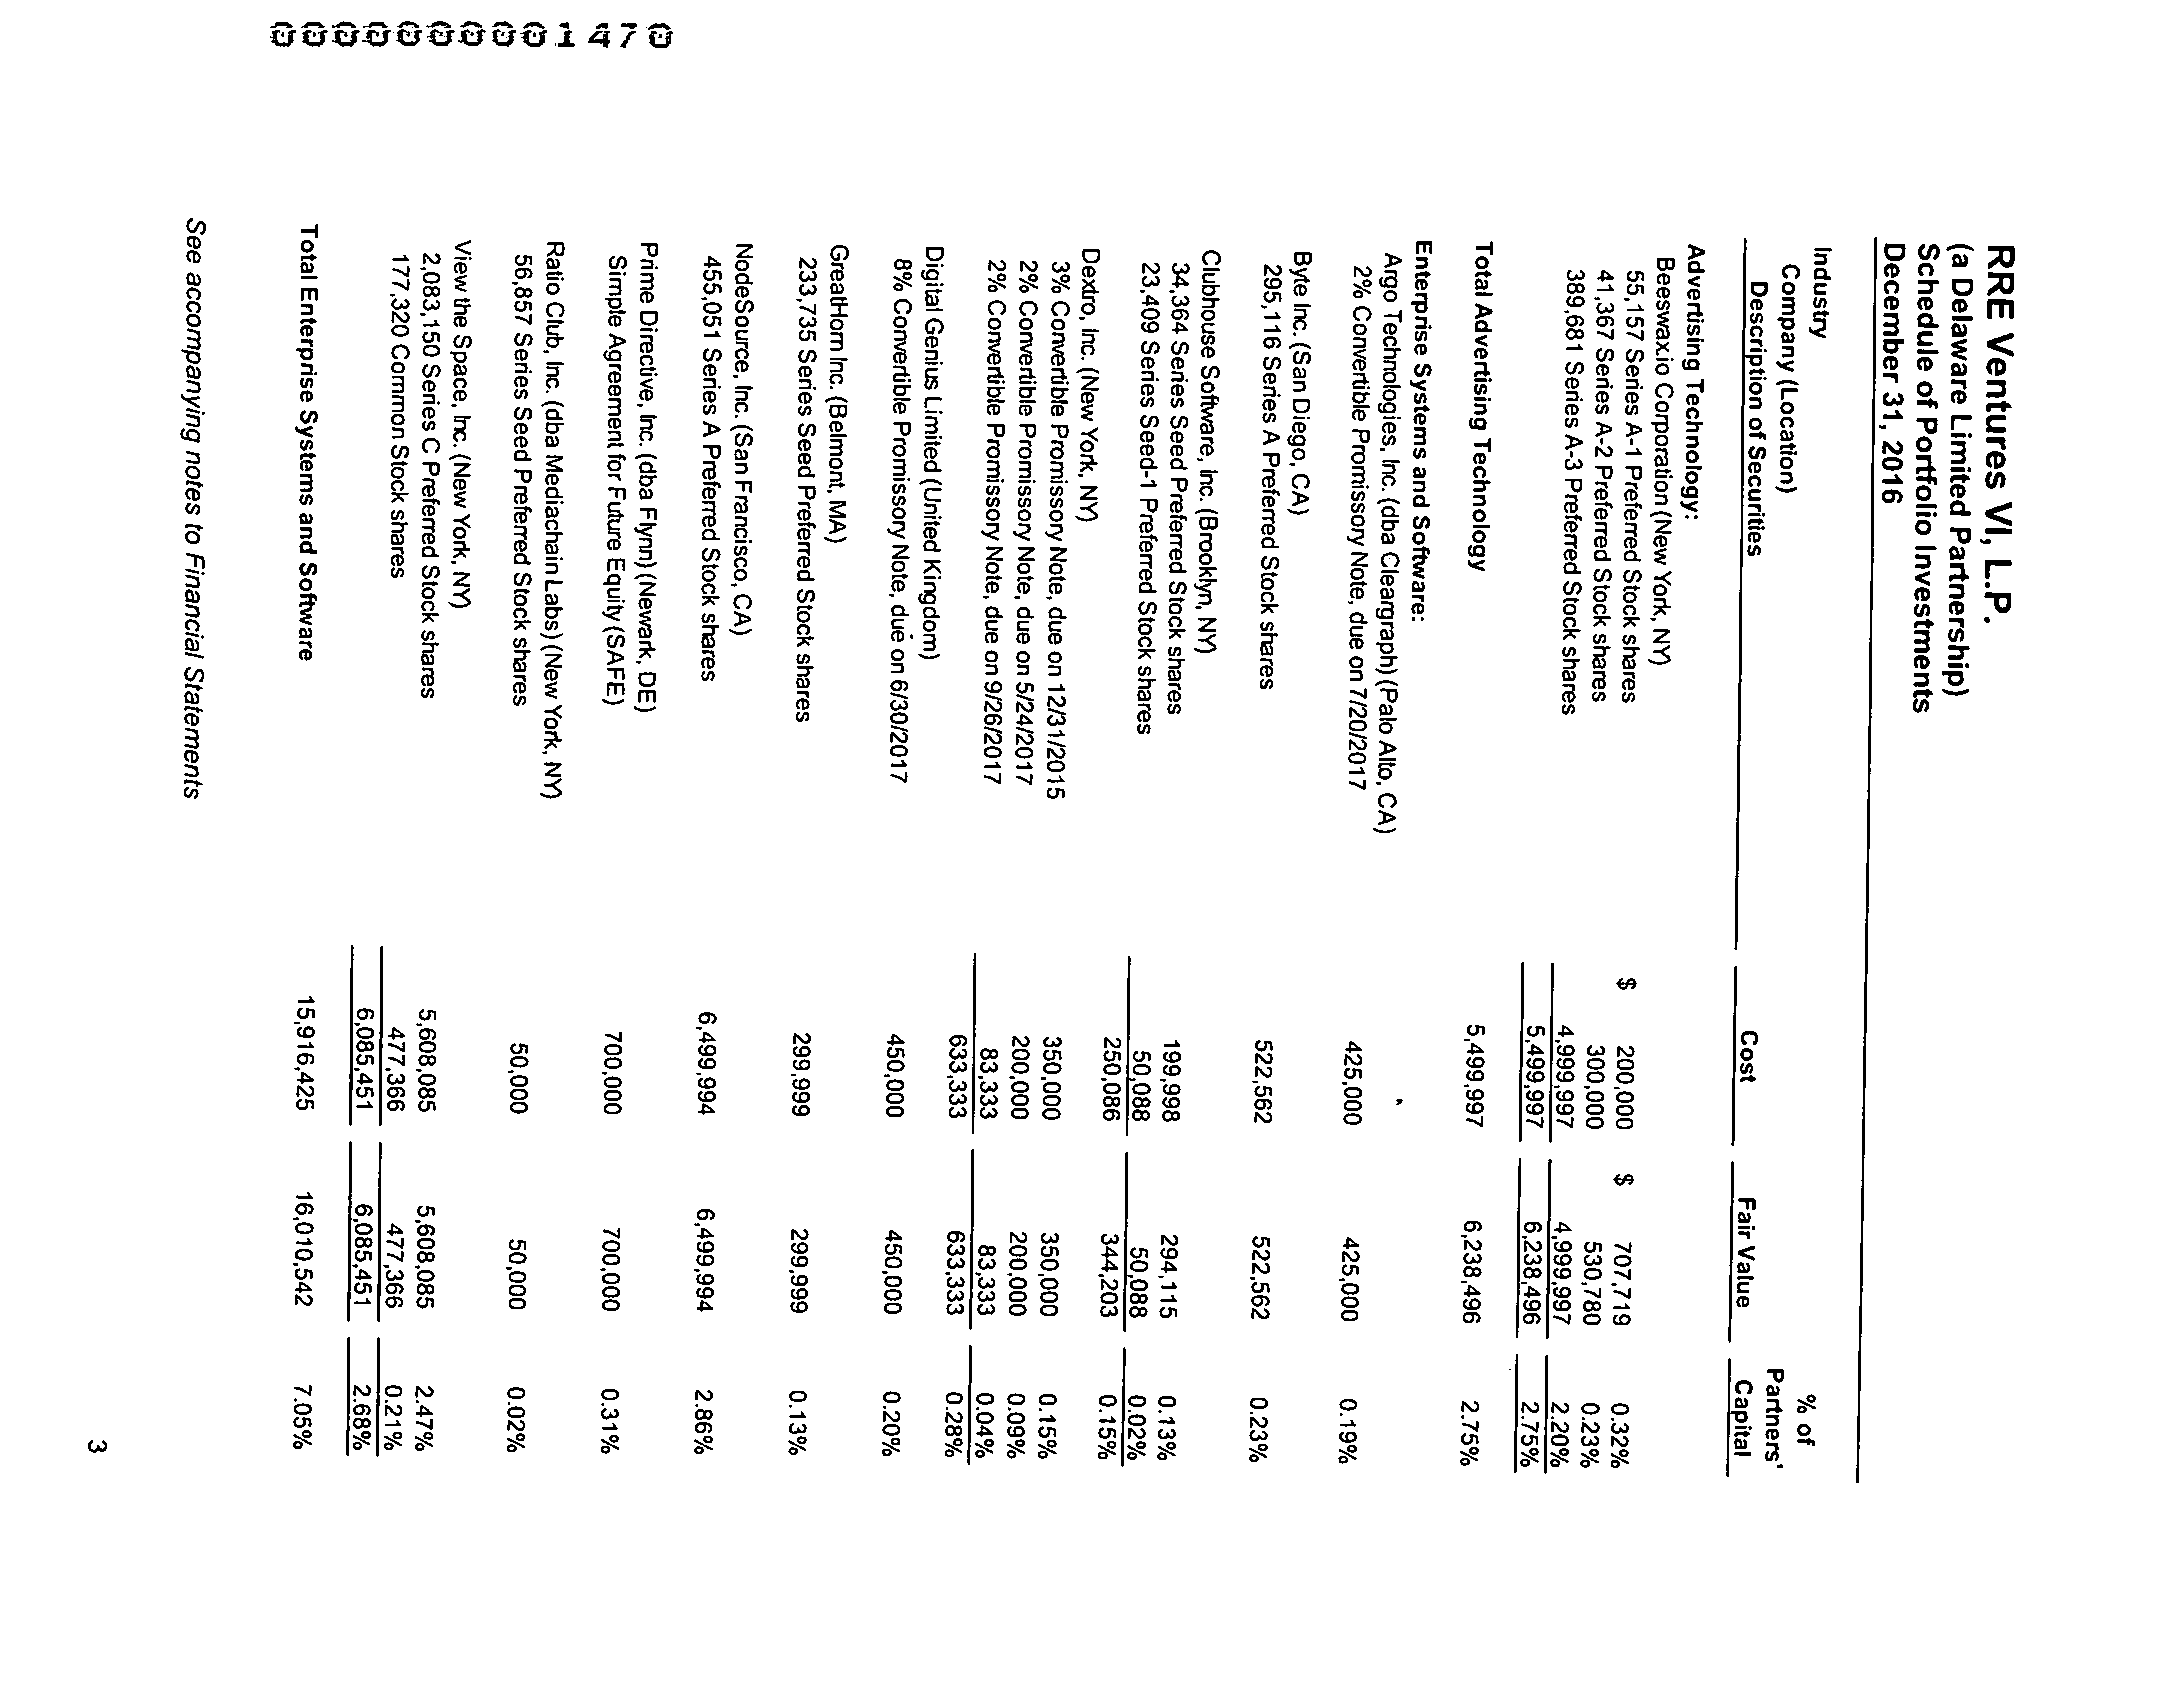 RRE Ventures VI, L.P.
(a Delaware Limited Partnership)
Schedule of Portfolio Investments
December 31, 2016
Industry
Company (Location) % of Partners'
Description of Securities Cost Fair Value Capital
Advertising Technology:
Beeswaxio Corporation (New York, NY)
55,157 Series A-1 Preferred Stock shares $ 200,000 $ 707,719 0.32%
41,367 Series A-2 Preferred Stock shares 300,000 530,780 0.23%
389,681 Series A-3 Preferred Stock shares 4,999,997 4,999,997 2.20%
5,499,997 6,238,496 2.75%
Total Advertising Technology 5,499,997 6,238,496 2.75%
Enterprise Systems and Software:
Argo Technologies, Inc. (dba Cleargraph) (Palo Alto, CA)
2% Convertible Promissory Note, due on 7/20/2017 425,000 425,000 0.19%
Byte Inc. (San Diego, CA)
295,116 Series A Preferred Stock shares 522,562 522,562 0.23%
Clubhouse Software, Inc. (Brooklyn, NY)
34,364 Series Seed Preferred Stock shares 199,998 294,115 0.13%
23,409 Series Seed-1 Preferred Stock shares 50,088 50,088 0.02%
250,086 344,203 0.15%
Dextro, Inc. (New York, NY)
3% Convertible Promissory Note, due on 12/31/2015 350,000 350,000 0.15%
2% Convertible Promissory Note, due on 5/24/2017 200,000 200,000 0.09%
2% Convertible Promissory Note, due on 9/26/2017 83,333 83,333 0.04%
633,333 633,333 0.28%
Digital Genius Limited (United Kingdom)
8% Convertible Promissory Note, due on 6/30/2017 450,000 450,000 0.20%
GreatHorn Inc. (Belmont, MA)
233,735 Series Seed Preferred Stock shares 299,999 299,999 0.13%
NodeSource, Inc. (San Francisco, CA)
455,051 Series A Preferred Stock shares 6,499,994 6,499,994 2.86%
Prime Directive, Inc. (dba Flynn) (Newark, DE)
Simple Agreement for Future Equity (SAFE) 700,000 700,000 0.31%
Ratio Club, Inc. (dba Mediachain Labs) (New York, NY)
56,857 Series Seed Preferred Stock shares 50,000 50,000 0.02%
View the Space, Inc. (New York, NY)
2,083,150 Series C Preferred Stock shares 5,608,085 5,608,085 2.47%
177,320 Common Stock shares 477,366 477,366 0.21%
6,085,451 6,085,451 2.68%
Total Enterprise Systems and Software 15,916,425 16,010,542 7.05%
See accompanying notes to Financial Statements
3
0000000001470